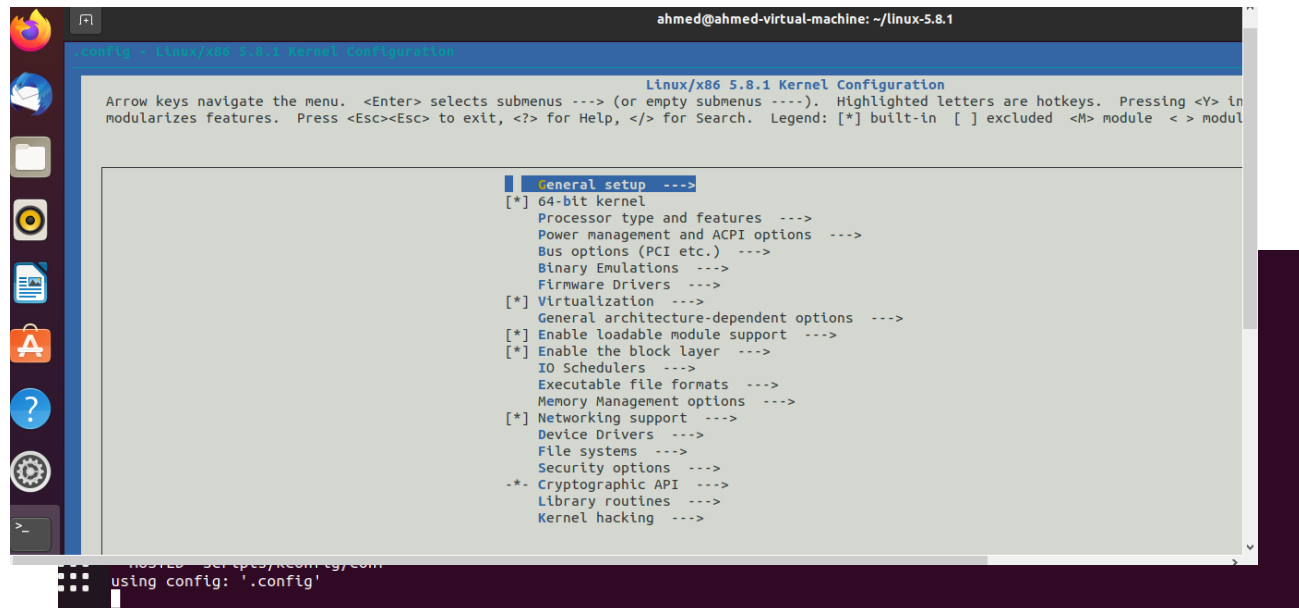 ahmed@ahmed-virtual-machine: ~/linux-5.8.1
.config - Linux/x86 5.8.1 Kernel Configuration
Linux/x86 5.8.1 Kernel Configuration
Arrow keys navigate the menu. <Enter> selects submenus ---> (or empty submenus ----). Highlighted letters are hotkeys. Pressing <Y> in
modularizes features. Press <Esc><Esc> to exit, <?> for Help, </> for Search. Legend: [*] built-in [ ] excluded <M> module < > modul
General setup --->
[*] 64-bit kernel
Processor type and features --->
Power management and ACPI options --->
Bus options (PCI etc.) --->
Binary Emulations --->
Firmware Drivers --->
[*] Virtualization --->
General architecture-dependent options --->
[*] Enable loadable module support --->
[*] Enable the block layer --->
IO Schedulers --->
Executable file formats --->
Memory Management options --->
[*] Networking support --->
Device Drivers --->
File systems --->
Security options --->
-*- Cryptographic API --->
Library routines --->
Kernel hacking --->
using config: '.config'